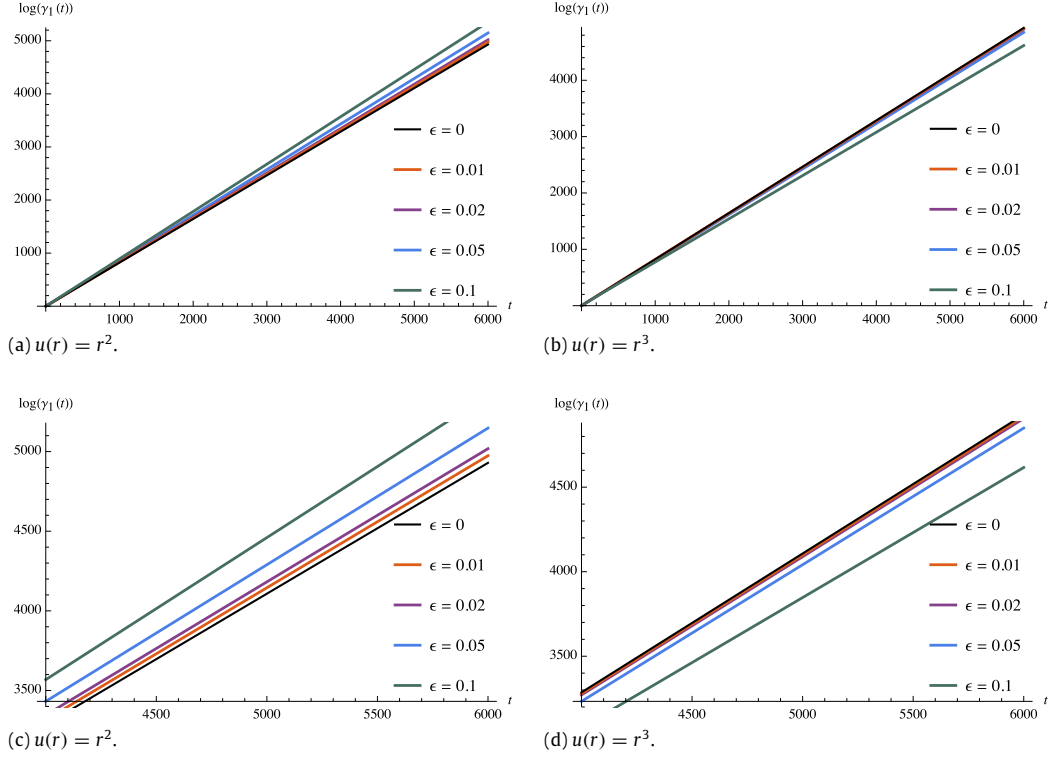 log(γ₁(t))
5000
4000
3000
2000
1000
1000 2000 3000 4000 5000 6000 t
ϵ = 0
ϵ = 0.01
ϵ = 0.02
ϵ = 0.05
ϵ = 0.1
(a) u(r) = r².
log(γ₁(t))
4000
3000
2000
1000
1000 2000 3000 4000 5000 6000 t
ϵ = 0
ϵ = 0.01
ϵ = 0.02
ϵ = 0.05
ϵ = 0.1
(b) u(r) = r³.
log(γ₁(t))
5000
4500
4000
3500
4500 5000 5500 6000 t
ϵ = 0
ϵ = 0.01
ϵ = 0.02
ϵ = 0.05
ϵ = 0.1
(c) u(r) = r².
log(γ₁(t))
4500
4000
3500
4500 5000 5500 6000 t
ϵ = 0
ϵ = 0.01
ϵ = 0.02
ϵ = 0.05
ϵ = 0.1
(d) u(r) = r³.